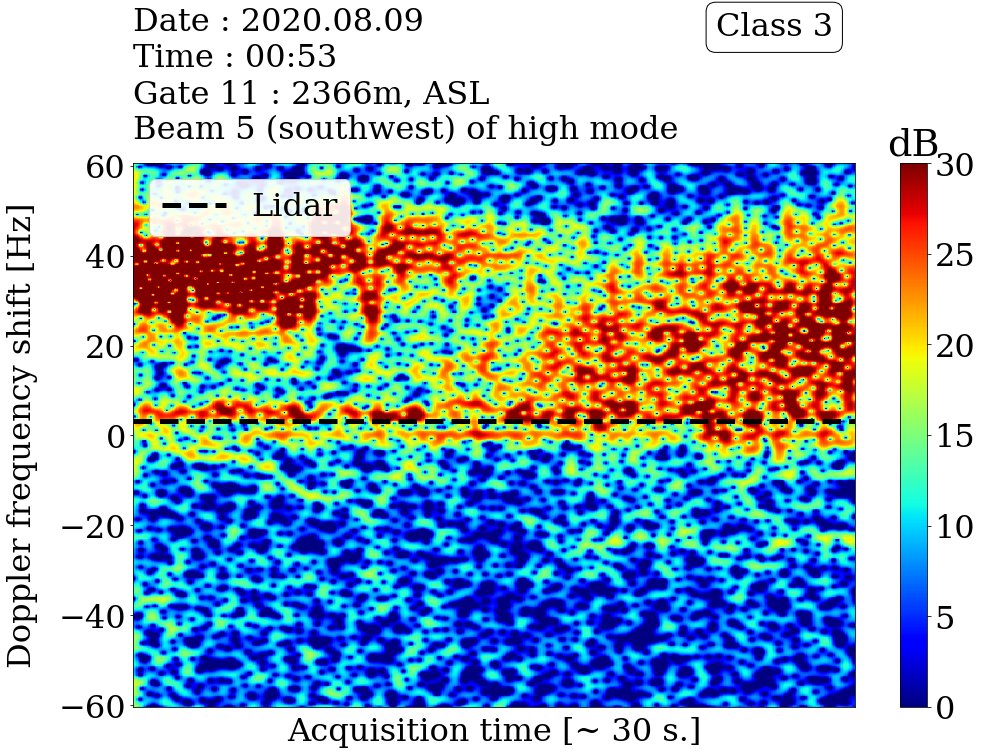 Date : 2020.08.09
Time : 00:53
Gate 11 : 2366m, ASL
Beam 5 (southwest) of high mode
Class 3
dB
Lidar
Doppler frequency shift [Hz]
60
40
20
0
−20
−40
−60
30
25
20
15
10
5
0
Acquisition time [~ 30 s.]